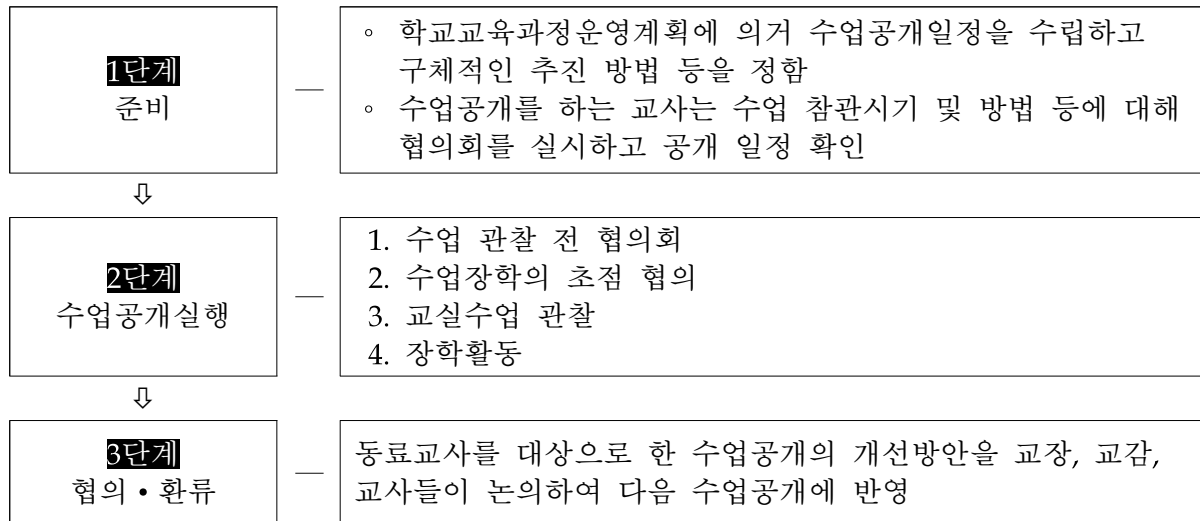 1단계
준비
◦ 학교교육과정운영계획에 의거 수업공개일정을 수립하고
구체적인 추진 방법 등을 정함
◦ 수업공개를 하는 교사는 수업 참관시기 및 방법 등에 대해
협의회를 실시하고 공개 일정 확인
2단계
수업공개실행
1. 수업 관찰 전 협의회
2. 수업장학의 초점 협의
3. 교실수업 관찰
4. 장학활동
3단계
협의・환류
동료교사를 대상으로 한 수업공개의 개선방안을 교장, 교감,
교사들이 논의하여 다음 수업공개에 반영